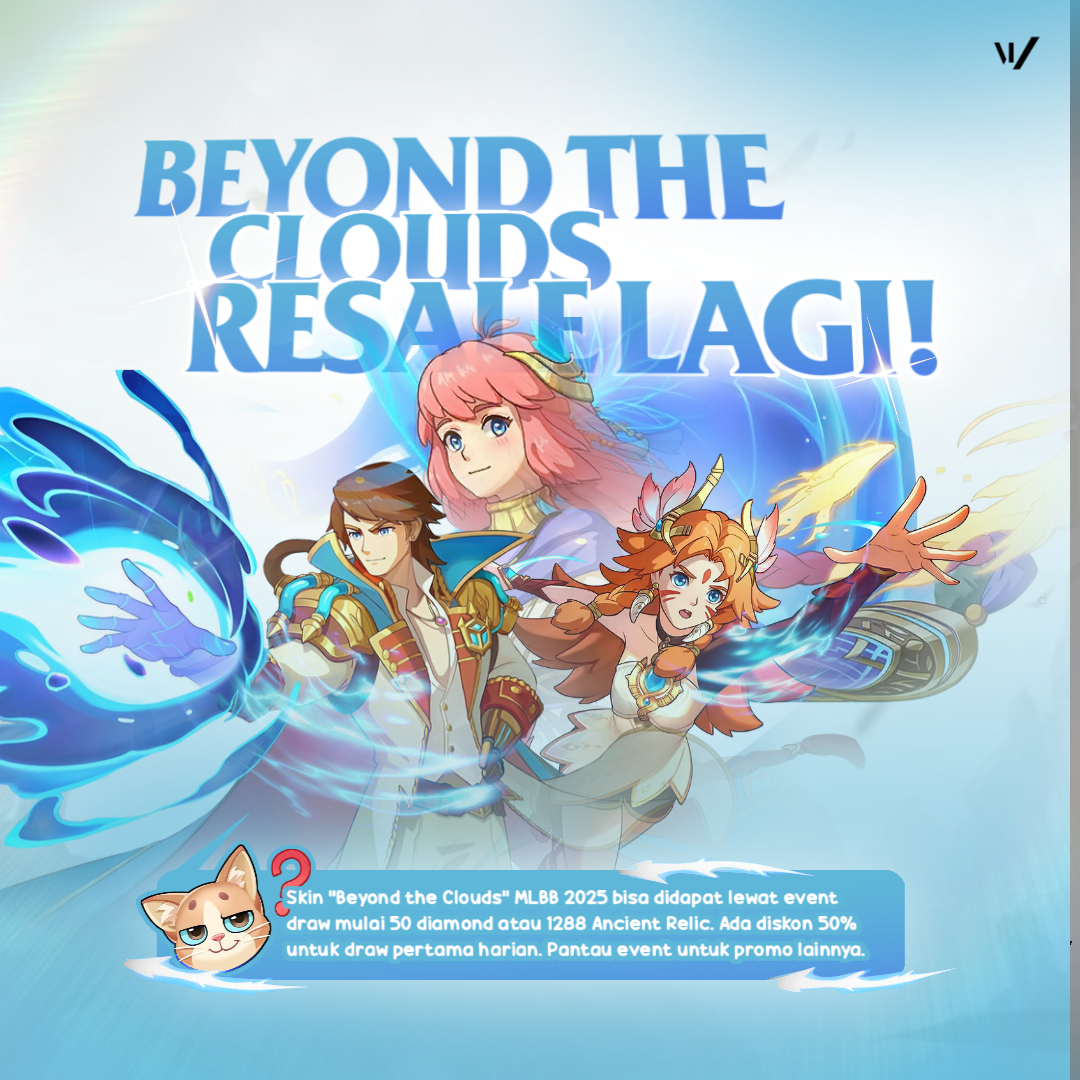 BEYOND THE
CLOUDS
RESALE LAGI!
Skin "Beyond the Clouds" MLBB 2025 bisa didapat lewat event
draw mulai 50 diamond atau 1288 Ancient Relic. Ada diskon 50%
untuk draw pertama harian. Pantau event untuk promo lainnya.